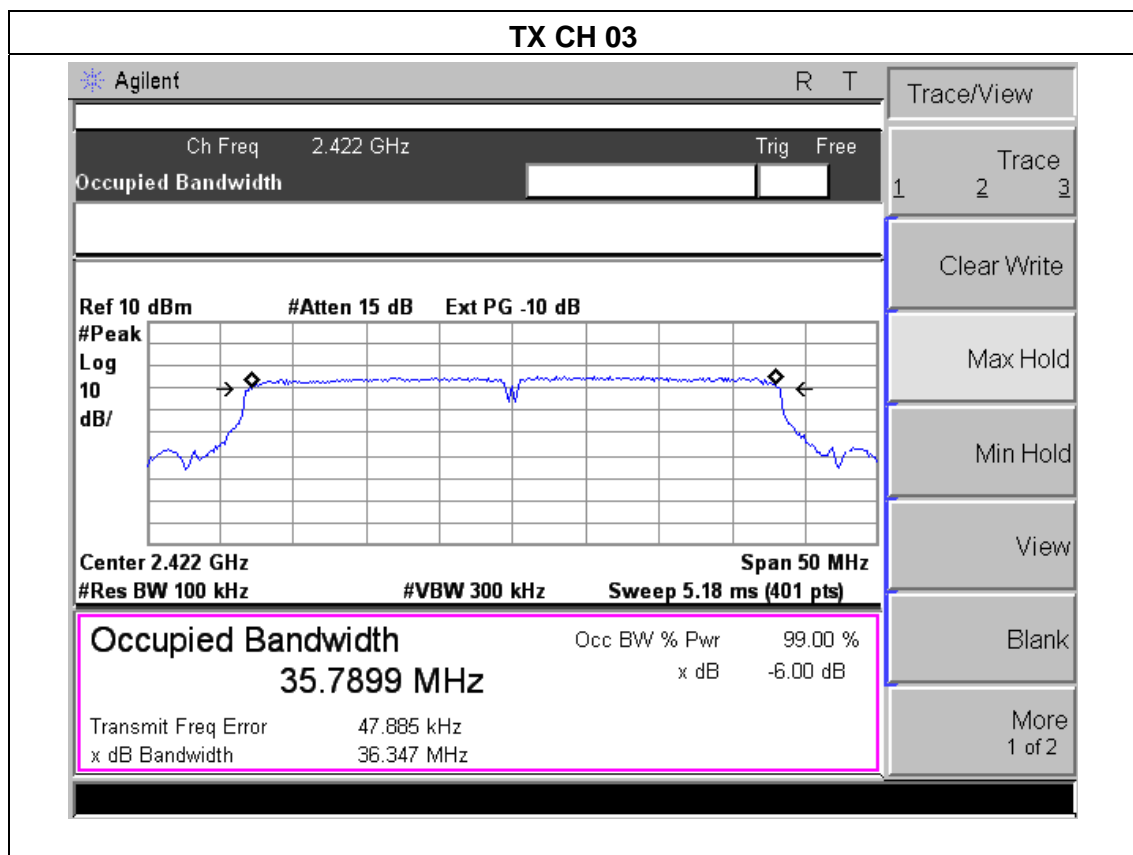 TX CH 03
Agilent R T
Trace/View
Ch Freq 2.422 GHz Trig Free
Occupied Bandwidth
Trace
1 2 3
Clear Write
Max Hold
Min Hold
View
Blank
More
1 of 2
Ref 10 dBm #Atten 15 dB Ext PG -10 dB
#Peak
Log
10
dB/
Center 2.422 GHz Span 50 MHz
#Res BW 100 kHz #VBW 300 kHz Sweep 5.18 ms (401 pts)
Occupied Bandwidth Occ BW % Pwr 99.00 %
35.7899 MHz x dB -6.00 dB
Transmit Freq Error 47.885 kHz
x dB Bandwidth 36.347 MHz